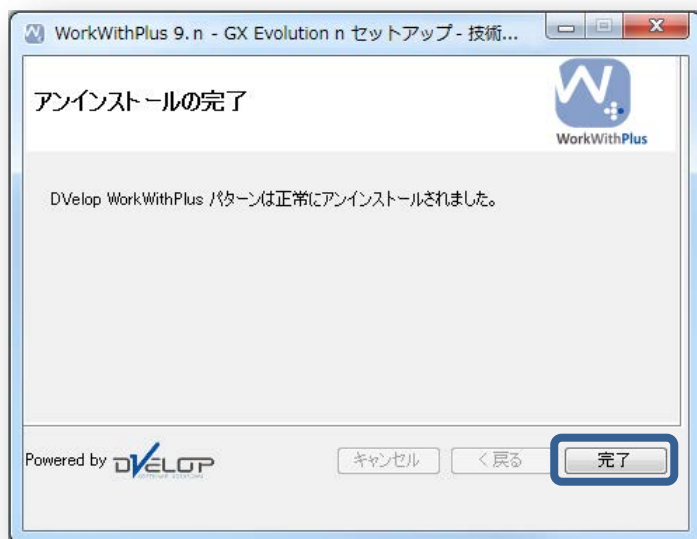 WorkWithPlus 9.n - GX Evolution n セットアップ - 技術...
アンインストールの完了
WorkWithPlus
DVelop WorkWithPlus パターンは正常にアンインストールされました。
Powered by DVELOP
SOFTWARE SOLUTIONS
キャンセル
< 戻る
完了